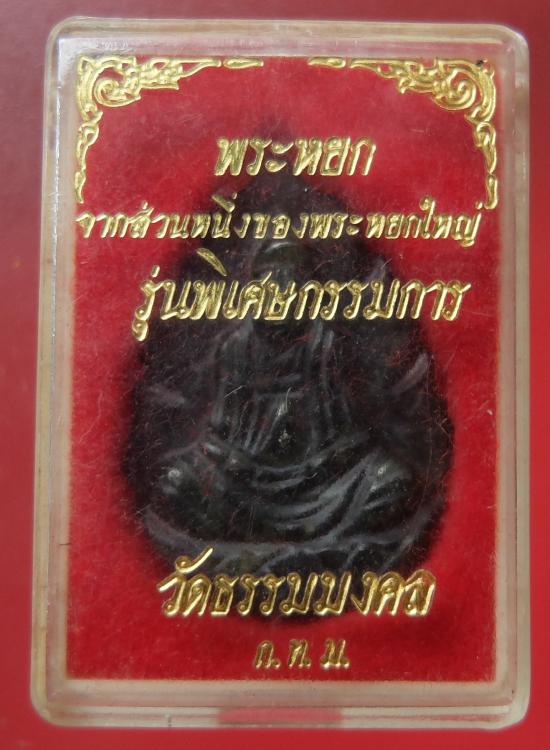 พระหยก
จากส่วนหนึ่งของพระหยกใหญ่
รุ่นพิเศษกรรมการ
วัดธรรมมงคล
ก.ท.ม.